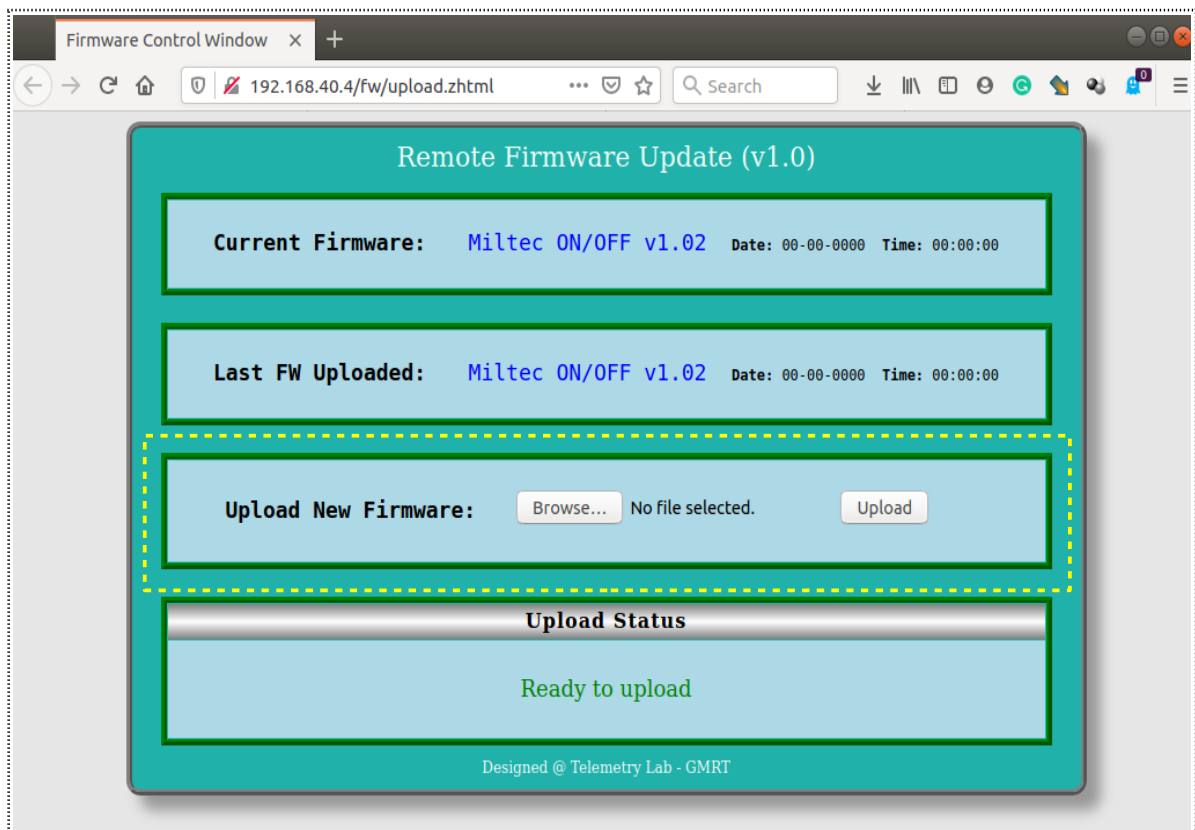 Firmware Control Window
192.168.40.4/fw/upload.zhtml
Search
0
Remote Firmware Update (v1.0)
Current Firmware: Miltec ON/OFF v1.02 Date: 00-00-0000 Time: 00:00:00
Last FW Uploaded: Miltec ON/OFF v1.02 Date: 00-00-0000 Time: 00:00:00
Upload New Firmware: Browse... No file selected. Upload
Upload Status
Ready to upload
Designed @ Telemetry Lab - GMRT